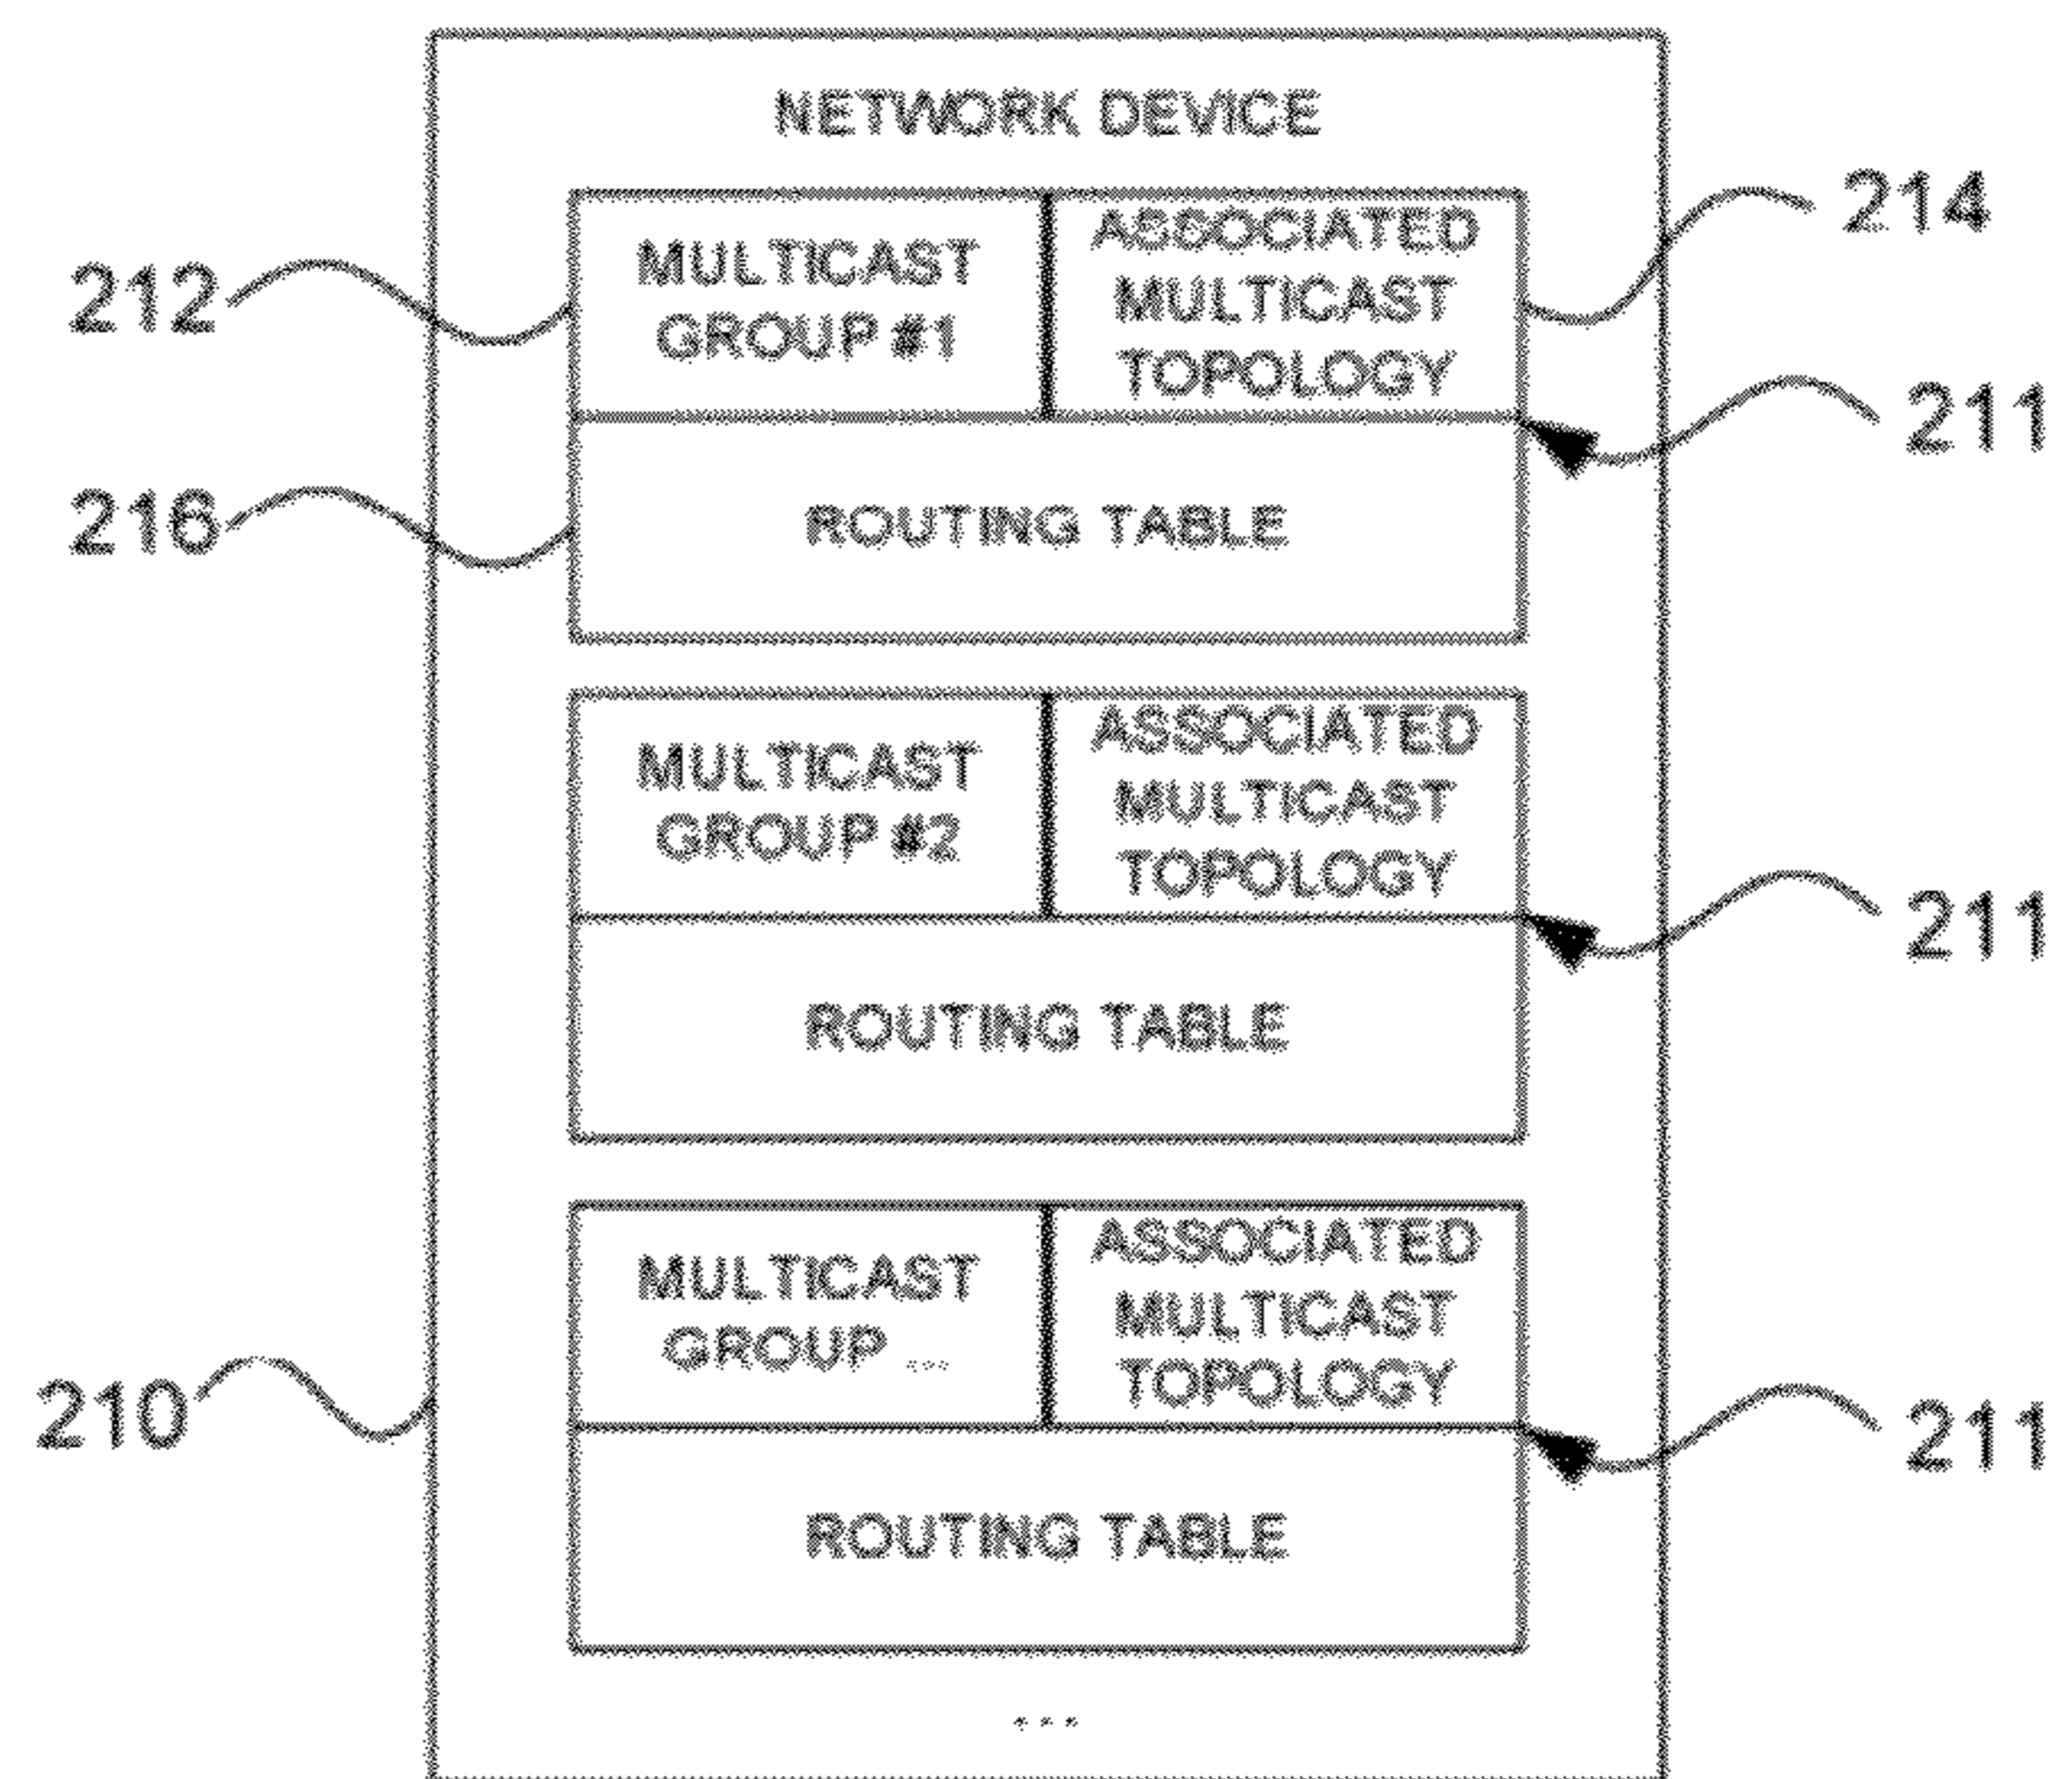 NETWORK DEVICE
212
MULTICAST
GROUP #1
ASSOCIATED
MULTICAST
TOPOLOGY
214
211
216
ROUTING TABLE
MULTICAST
GROUP #2
ASSOCIATED
MULTICAST
TOPOLOGY
211
ROUTING TABLE
MULTICAST
GROUP ...
ASSOCIATED
MULTICAST
TOPOLOGY
210
211
ROUTING TABLE
...